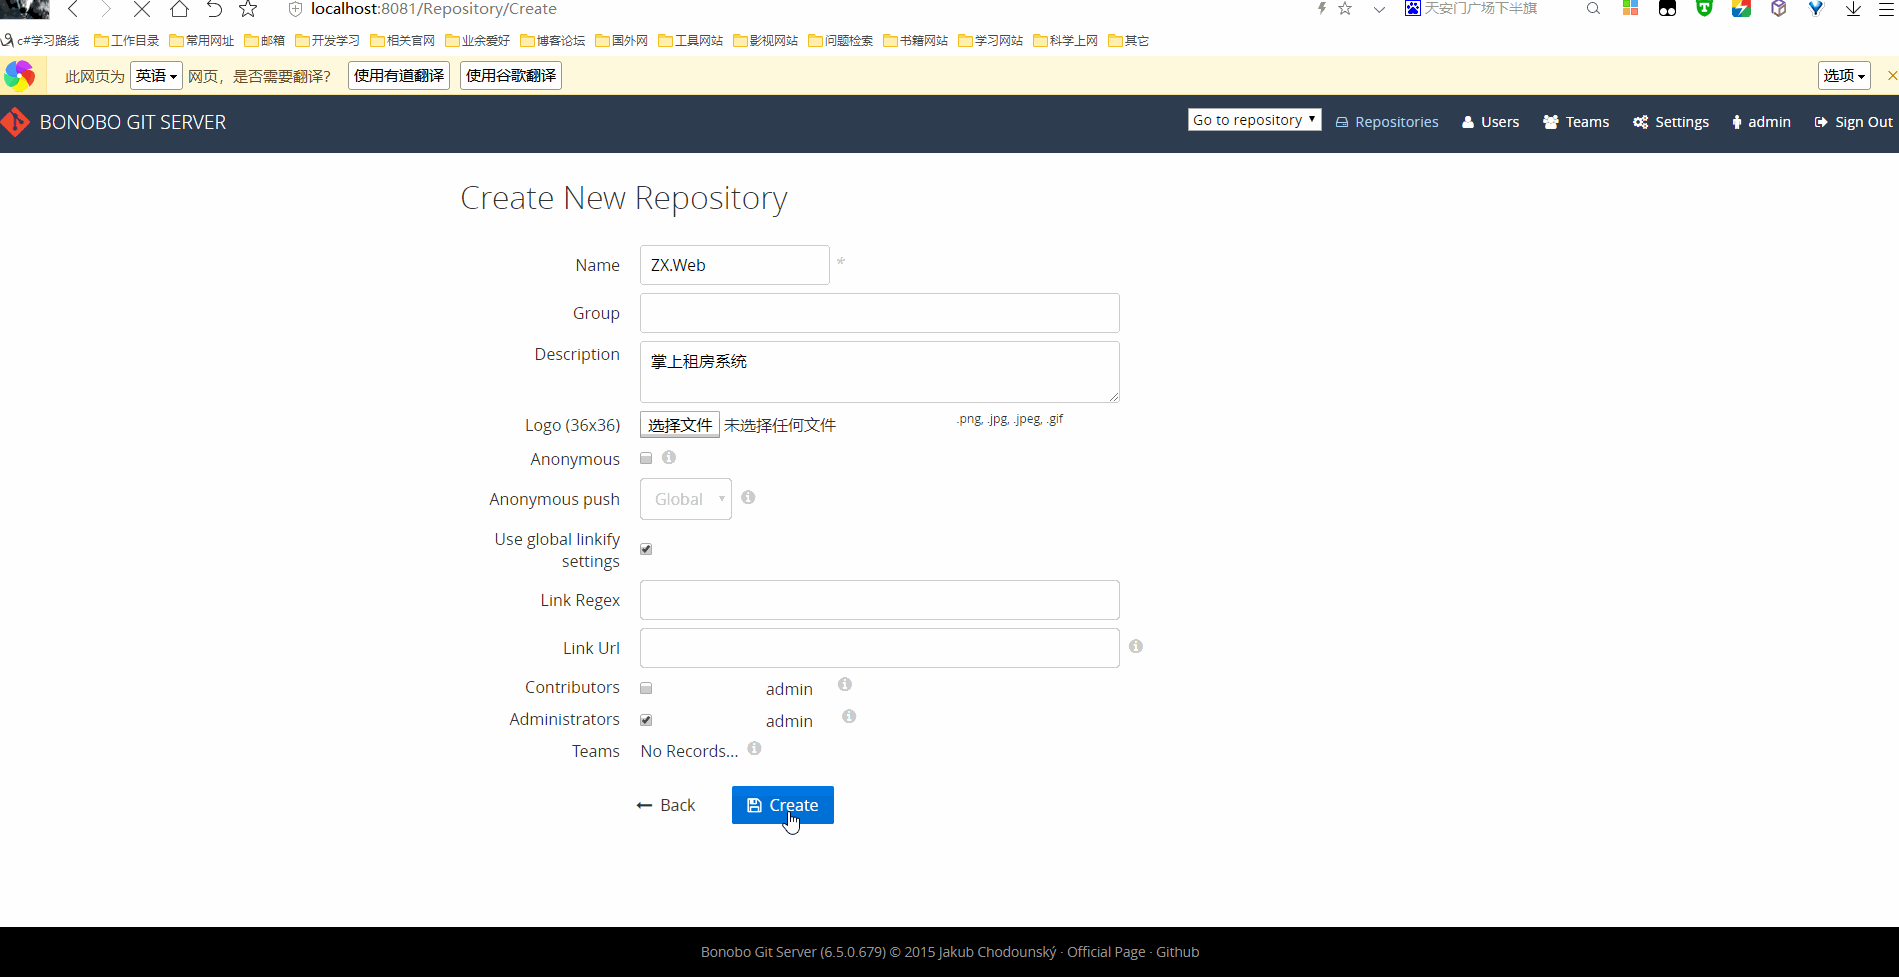 localhost:8081/Repository/Create
天安门广场下半旗
c#学习路线 工作目录 常用网址 邮箱 开发学习 相关官网 业余爱好 博客论坛 国外网 工具网站 影视网站 问题检索 书籍网站 学习网站 科学上网 其它
此网页为 英语 网页，是否需要翻译？ 使用有道翻译 使用谷歌翻译 选项
BONOBO GIT SERVER
Go to repository Repositories Users Teams Settings admin Sign Out
Create New Repository
Name ZX.Web *
Group
Description 掌上租房系统
Logo (36x36) 选择文件 未选择任何文件 .png, .jpg, .jpeg, .gif
Anonymous
Anonymous push Global
Use global linkify
settings
Link Regex
Link Url
Contributors admin
Administrators admin
Teams No Records...
Back Create
Bonobo Git Server (6.5.0.679) © 2015 Jakub Chodounský · Official Page · Github